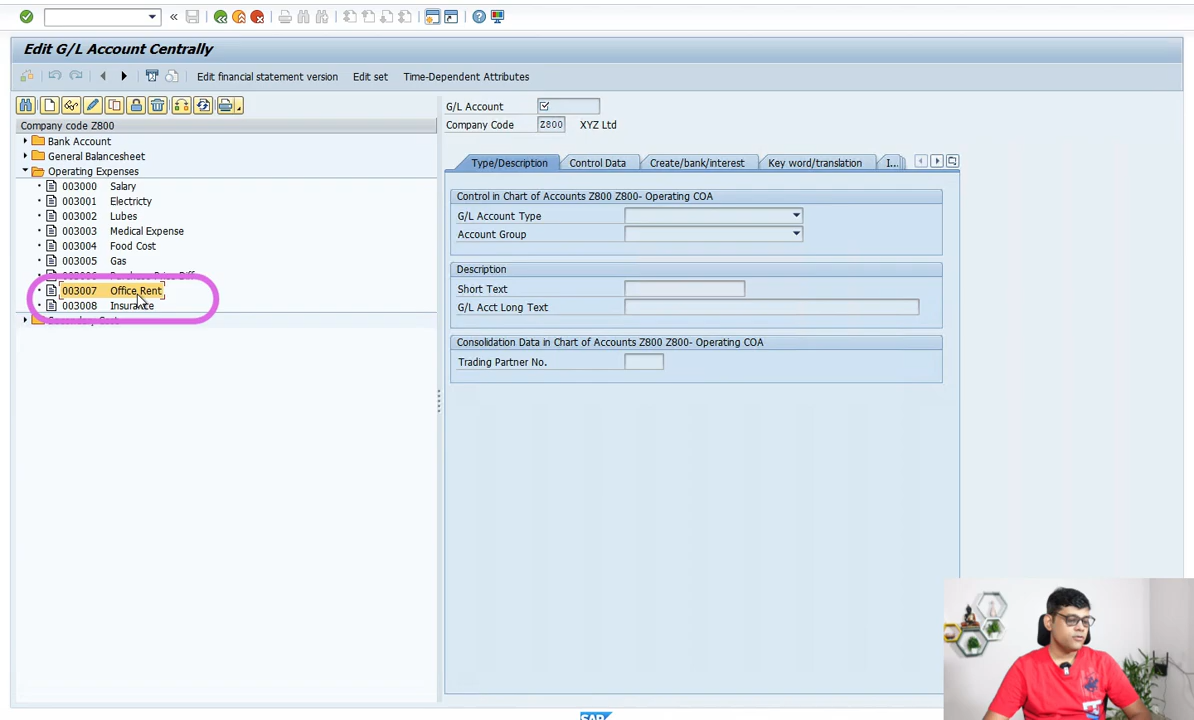 Edit G/L Account Centrally
Edit financial statement version Edit set Time-Dependent Attributes
Company code Z800
Bank Account
General Balancesheet
Operating Expenses
003000 Salary
003001 Electricty
003002 Lubes
003003 Medical Expense
003004 Food Cost
003005 Gas
003006 Purchase Price Diff
003007 Office Rent
003008 Insurance
G/L Account
Company Code Z800 XYZ Ltd
Type/Description Control Data Create/bank/interest Key word/translation I...
Control in Chart of Accounts Z800 Z800- Operating COA
G/L Account Type
Account Group
Description
Short Text
G/L Acct Long Text
Consolidation Data in Chart of Accounts Z800 Z800- Operating COA
Trading Partner No.
SAP